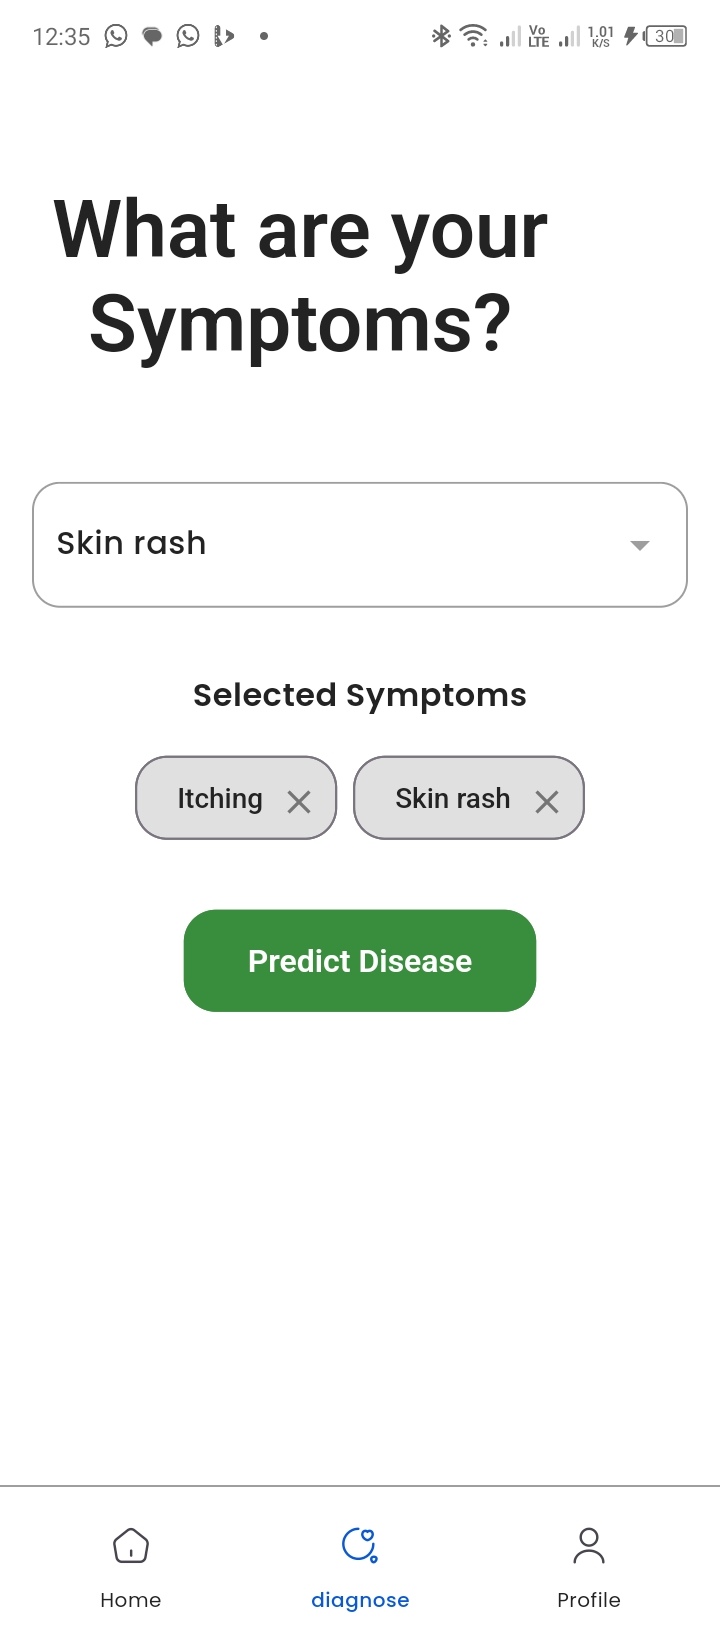 12:35
Vo
LTE
1.01
K/S
30
What are your
Symptoms?
Skin rash
Selected Symptoms
Itching
Skin rash
Predict Disease
Home
diagnose
Profile